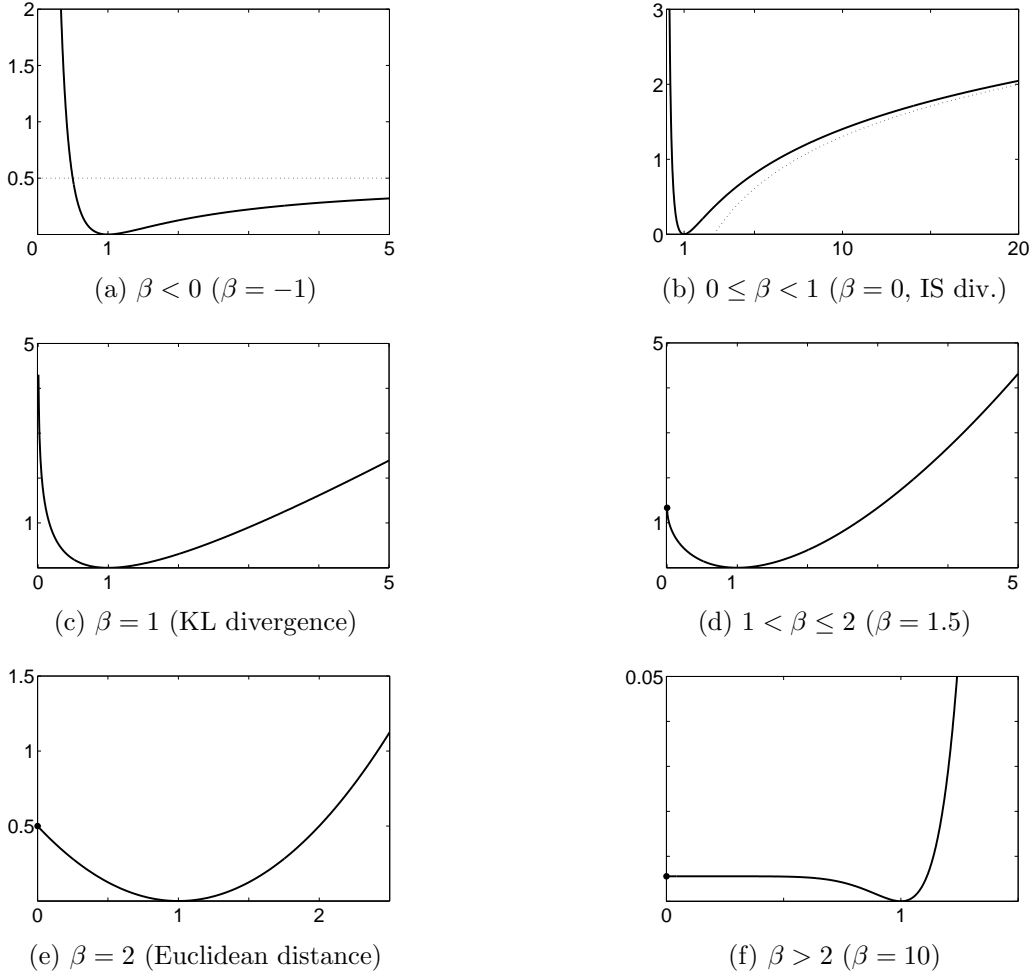 2
1.5
1
0.5
0 1 5
(a) β < 0 (β = −1)
3
2
1
0
1 10 20
(b) 0 ≤ β < 1 (β = 0, IS div.)
5
1
0 1 5
(c) β = 1 (KL divergence)
5
1
0 1 5
(d) 1 < β ≤ 2 (β = 1.5)
1.5
1
0.5
0 1 2
(e) β = 2 (Euclidean distance)
0.05
0 1
(f) β > 2 (β = 10)